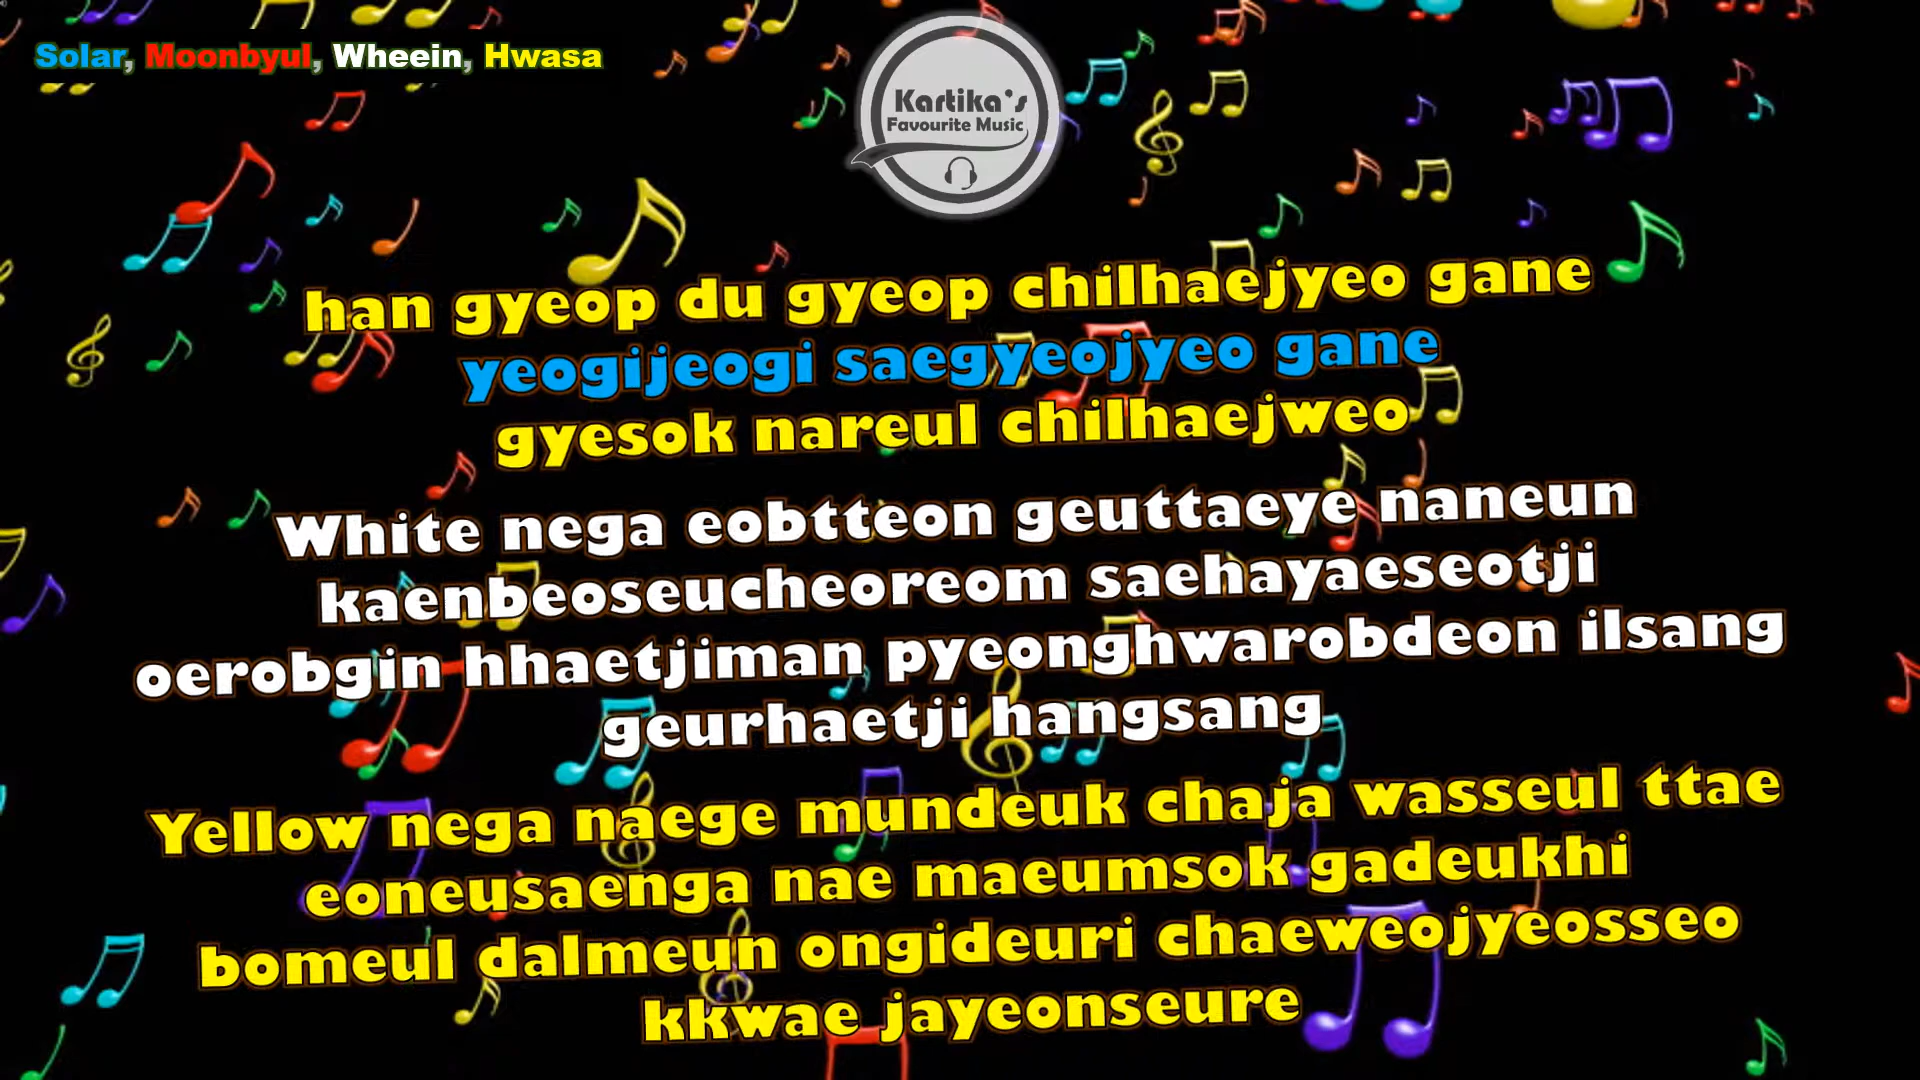 Solar, Moonbyul, Wheein, Hwasa
Kartika's
Favourite Music
han gyeop du gyeop chilhaejyeo gane
yeogijeogi saegyeojyeo gane
gyesok nareul chilhaejweo
White nega eobtteon geuttaeye naneun
kaenbeoseucheoreom saehayaeseotji
oerobgin hhaetjiman pyeonghwarobdeon ilsang
geurhaetji hangsang
Yellow nega naege mundeuk chaja wasseul ttae
eoneusaenga nae maeumsok gadeukhi
bomeul dalmeun ongideuri chaeweojyeosseo
kkwae jayeonseure